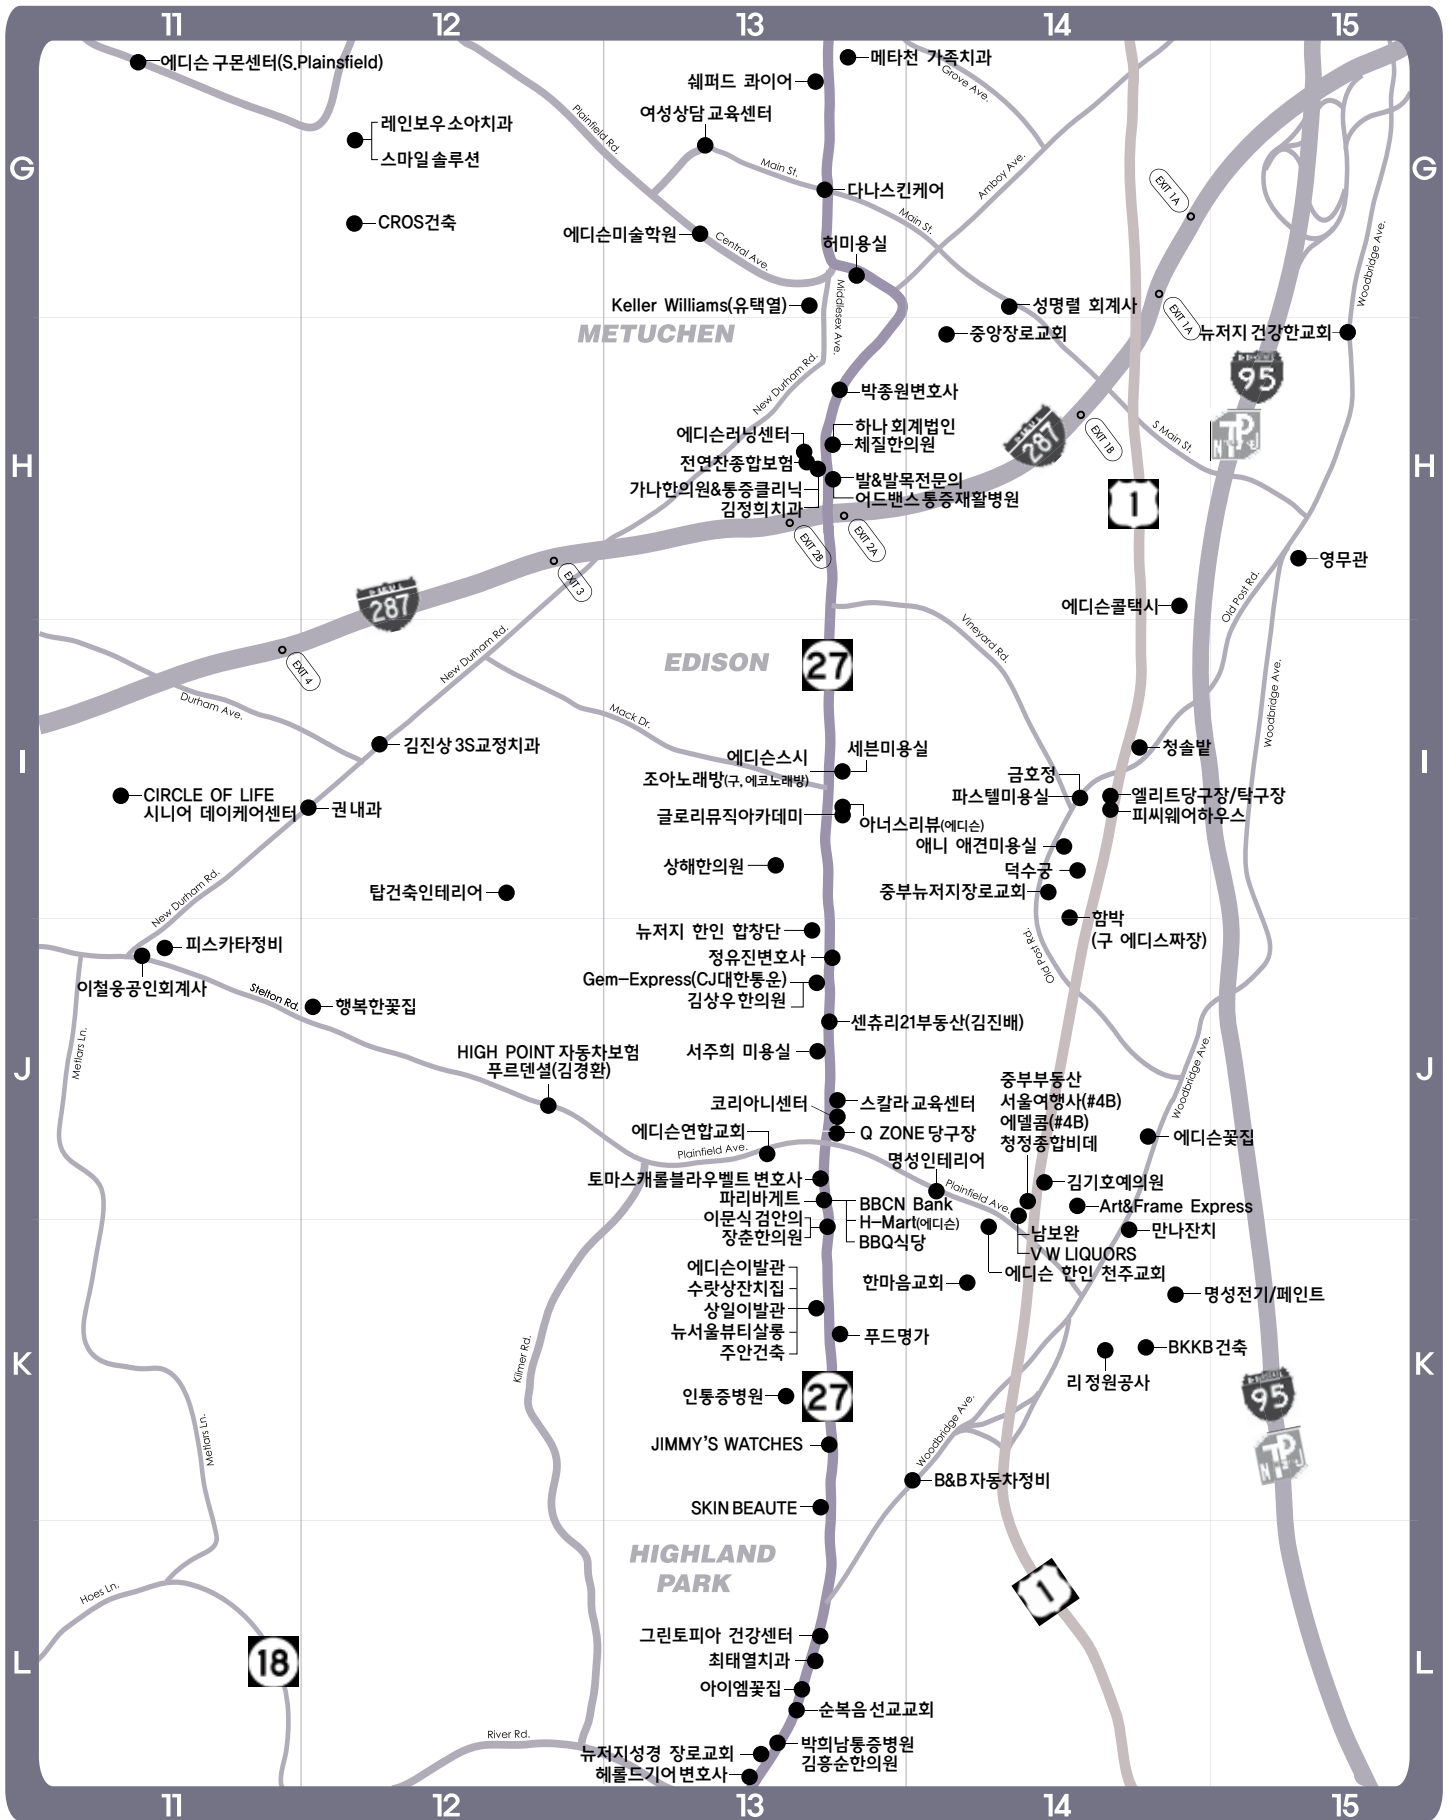 11
12
13
14
15
에디슨 구몬센터(S.Plainsfield)
메타천 가족치과
쉐퍼드 콰이어
Grove Ave.
여성상담 교육센터
Plainfield Rd.
레인보우 소아치과
스마일 솔루션
G
G
Main St.
Amboy Ave.
EXIT 1A
다나스킨케어
Main St.
CROS건축
에디슨미술학원
Central Ave.
허미용실
Woodbridge Ave.
Keller Williams(유택열)
Middlesex Ave.
성명렬 회계사
EXIT 1A
METUCHEN
중앙장로교회
뉴저지 건강한교회
95
New Durham Rd.
박종원변호사
287
EXIT 1B
S Main St.
하나 회계법인
에디슨러닝센터
체질한의원
전연찬종합보험
H
H
발&발목전문의
가나한의원&통증클리닉
어드밴스통증재활병원
김정희치과
1
EXIT 2B
EXIT 2A
EXIT 3
영무관
287
에디슨콜택시
Old Post Rd.
Vineyard Rd.
New Durham Rd.
EDISON
27
EXIT 4
Durham Ave.
Mack Dr.
Woodbridge Ave.
김진상 3S교정치과
세븐미용실
청솔밭
에디슨스시
I
I
조아노래방(구, 에코노래방)
금호정
CIRCLE OF LIFE
시니어 데이케어센터
권내과
파스텔미용실
엘리트당구장/탁구장
글로리뮤직아카데미
피씨웨어하우스
아너스리뷰(에디슨)
애니 애견미용실
상해한의원
덕수궁
탑건축인테리어
중부뉴저지장로교회
New Durham Rd.
함박
(구 에디스짜장)
뉴저지 한인 합창단
피스카타정비
정유진변호사
Old Post Rd.
이철웅공인회계사
Gem-Express(CJ대한통운)
김상우 한의원
Stelton Rd.
행복한꽃집
센츄리21부동산(김진배)
Metlars Ln.
HIGH POINT 자동차보험
푸르덴셜(김경환)
서주희 미용실
J
J
Woodbridge Ave.
중부부동산
서울여행사(#4B)
에델콤(#4B)
청정종합비데
코리아니센터
스칼라 교육센터
에디슨연합교회
Q ZONE 당구장
에디슨꽃집
Plainfield Ave.
명성인테리어
토마스캐롤블라우벨트 변호사
Plainfield Ave.
김기호예의원
파리바게트
BBCN Bank
Art&Frame Express
이문식 검안의
H-Mart(에디슨)
장춘한의원
BBQ식당
남보완
만나잔치
V W LIQUORS
에디슨이발관
에디슨 한인 천주교회
수랏상잔치집
한마음교회
명성전기/페인트
상일이발관
뉴서울뷰티살롱
푸드명가
주안건축
BKKB 건축
Kilmer Rd.
K
K
리 정원공사
인통증병원
27
95
Metlars Ln.
Woodbridge Ave.
JIMMY'S WATCHES
B&B 자동차정비
SKIN BEAUTE
HIGHLAND
PARK
Hoes Ln.
1
18
그린토피아 건강센터
L
L
최태열치과
아이엠꽃집
순복음 선교교회
River Rd.
박희남통증병원
뉴저지성경 장로교회
김흥순한의원
헤롤드기어 변호사
11
12
13
14
15